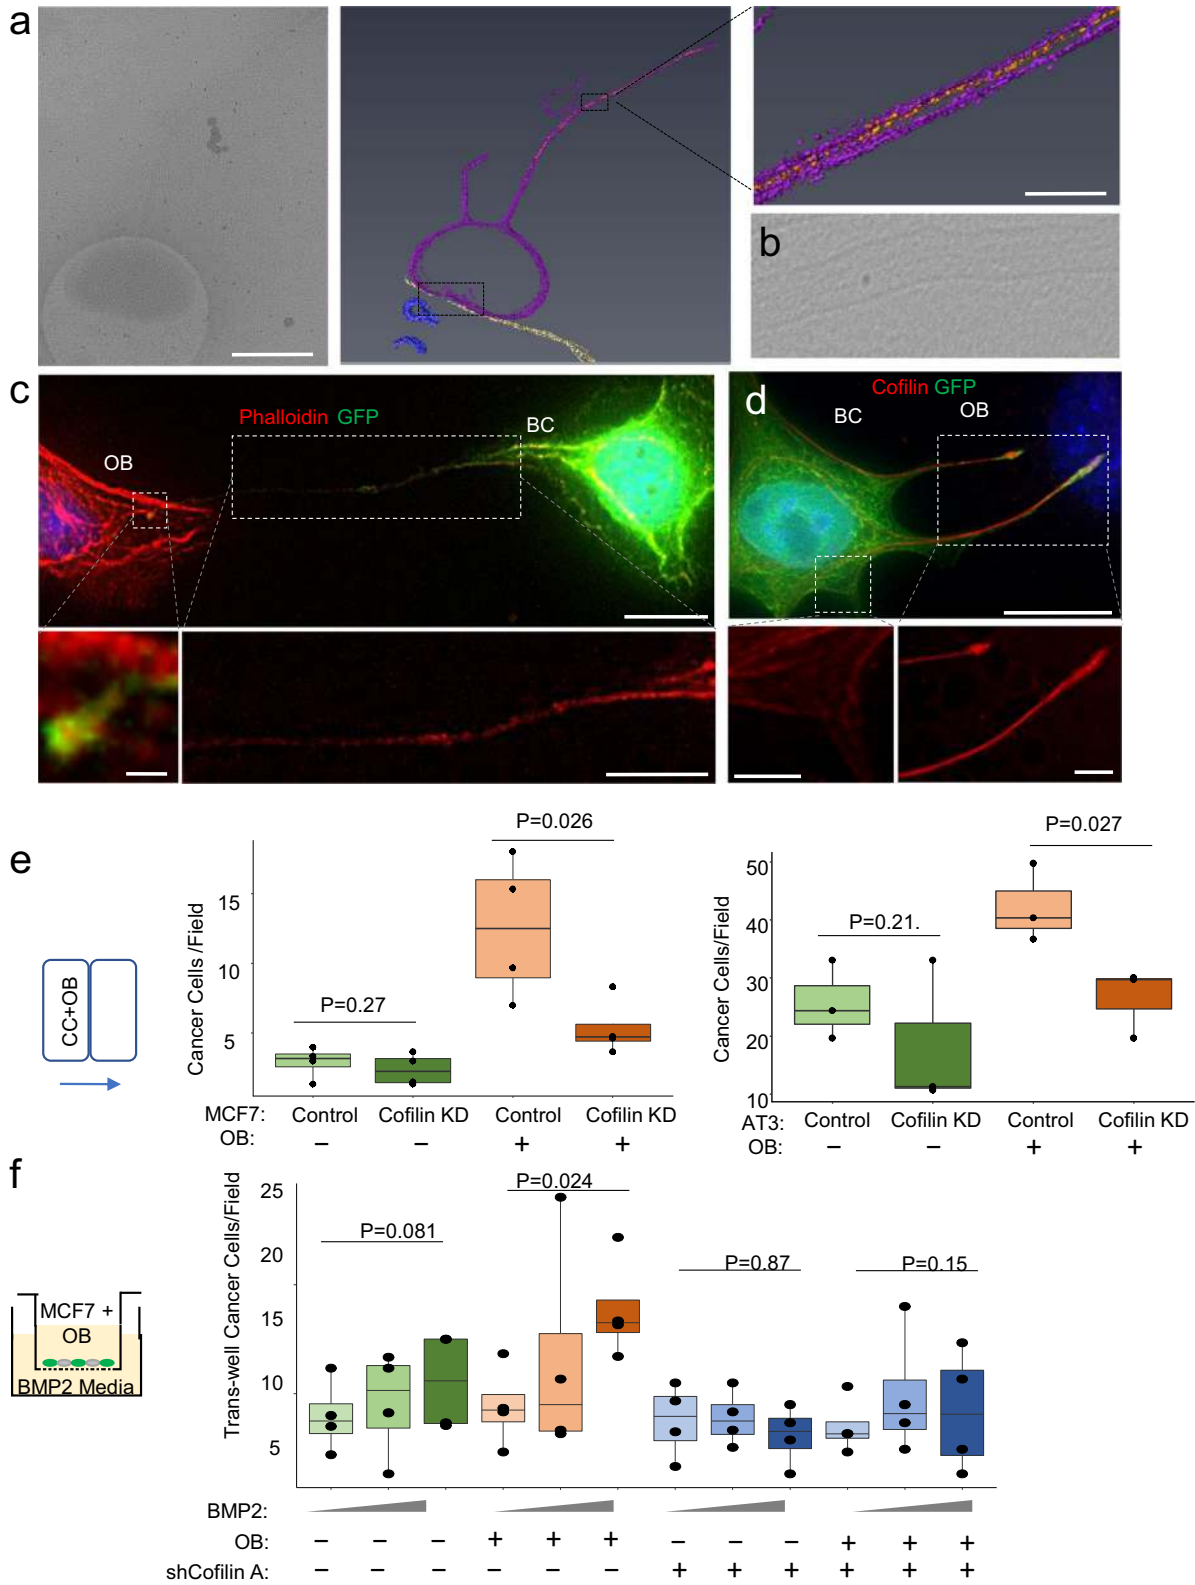 a
b
c
Phalloidin GFP
BC
OB
d
Cofilin GFP
BC
OB
e
CC+OB
Cancer Cells /Field
15
10
5
P=0.27
P=0.026
MCF7: Control Cofilin KD Control Cofilin KD
OB: – – + +
Cancer Cells/Field
50
40
30
20
10
P=0.21.
P=0.027
AT3: Control Cofilin KD Control Cofilin KD
OB: – – + +
f
MCF7 +
OB
BMP2 Media
Trans-well Cancer Cells/Field
25
20
15
10
5
P=0.081
P=0.024
P=0.87
P=0.15
BMP2:
OB: – – – + + + – – – + + +
shCofilin A: – – – – – – + + + + + +